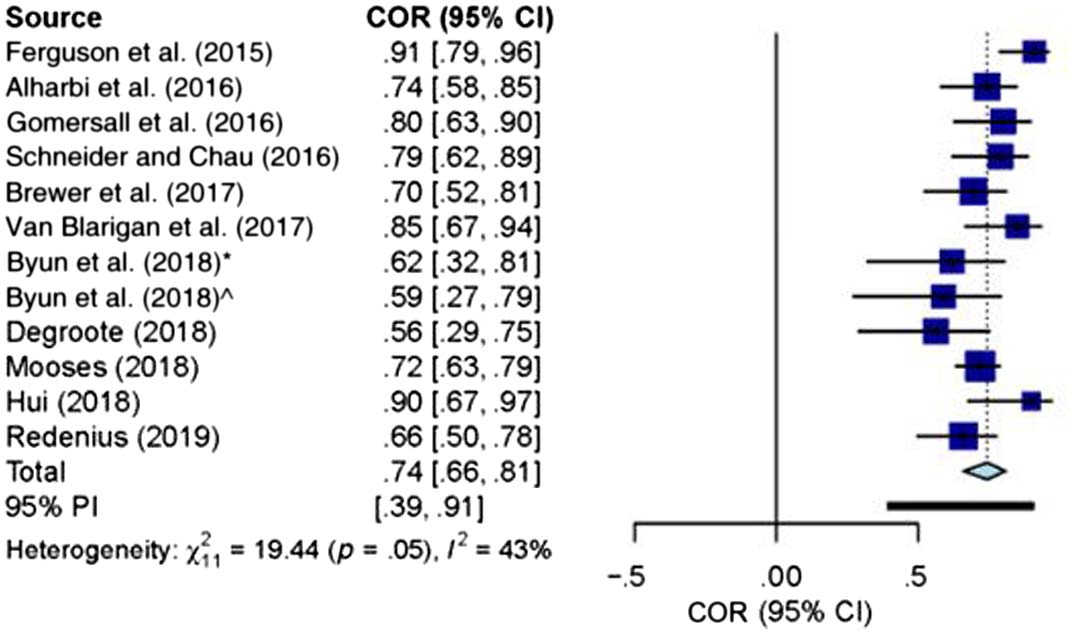 Source COR (95% CI)
Ferguson et al. (2015) .91 [.79, .96]
Alharbi et al. (2016) .74 [.58, .85]
Gomersall et al. (2016) .80 [.63, .90]
Schneider and Chau (2016) .79 [.62, .89]
Brewer et al. (2017) .70 [.52, .81]
Van Blarigan et al. (2017) .85 [.67, .94]
Byun et al. (2018)* .62 [.32, .81]
Byun et al. (2018)^ .59 [.27, .79]
Degroote (2018) .56 [.29, .75]
Mooses (2018) .72 [.63, .79]
Hui (2018) .90 [.67, .97]
Redenius (2019) .66 [.50, .78]
Total .74 [.66, .81]
95% PI [.39, .91]
Heterogeneity: χ²₁₁ = 19.44 (p = .05), I² = 43%
−.5 .00 .5
COR (95% CI)